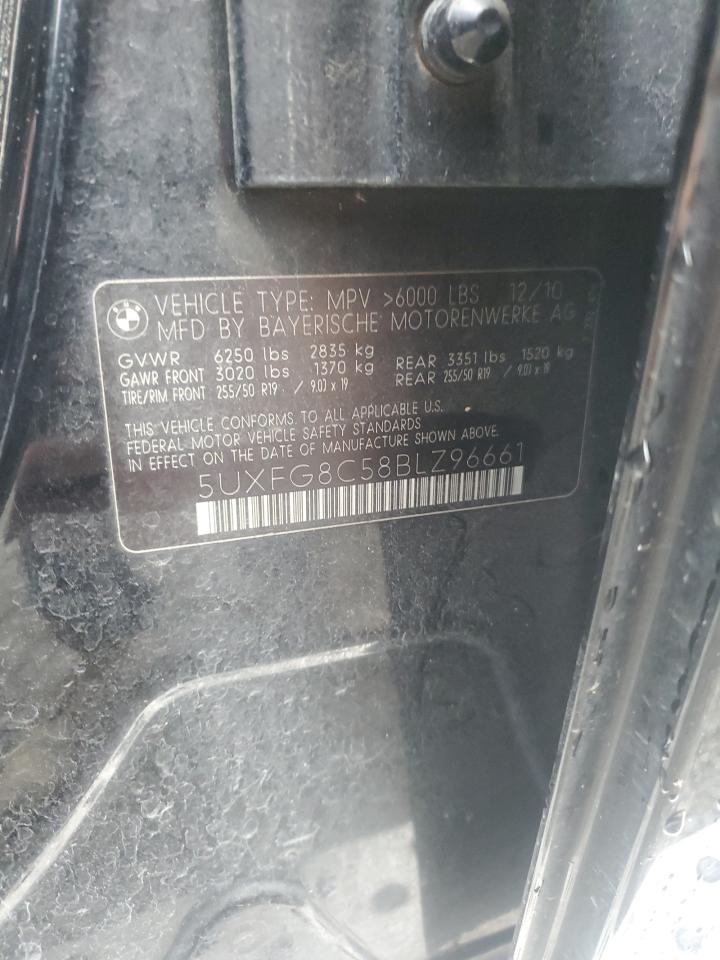 BMW
VEHICLE TYPE: MPV >6000 LBS 12/10
MFD BY BAYERISCHE MOTORENWERKE AG
GVWR 6250 lbs 2835 kg
GAWR FRONT 3020 lbs 1370 kg REAR 3351 lbs 1520 kg
TIRE/RIM FRONT 255/50 R19 / 9.0J x 19 REAR 255/50 R19 / 9.0J x 19
THIS VEHICLE CONFORMS TO ALL APPLICABLE U.S.
FEDERAL MOTOR VEHICLE SAFETY STANDARDS
IN EFFECT ON THE DATE OF MANUFACTURE SHOWN ABOVE.
5UXFG8C58BLZ96661